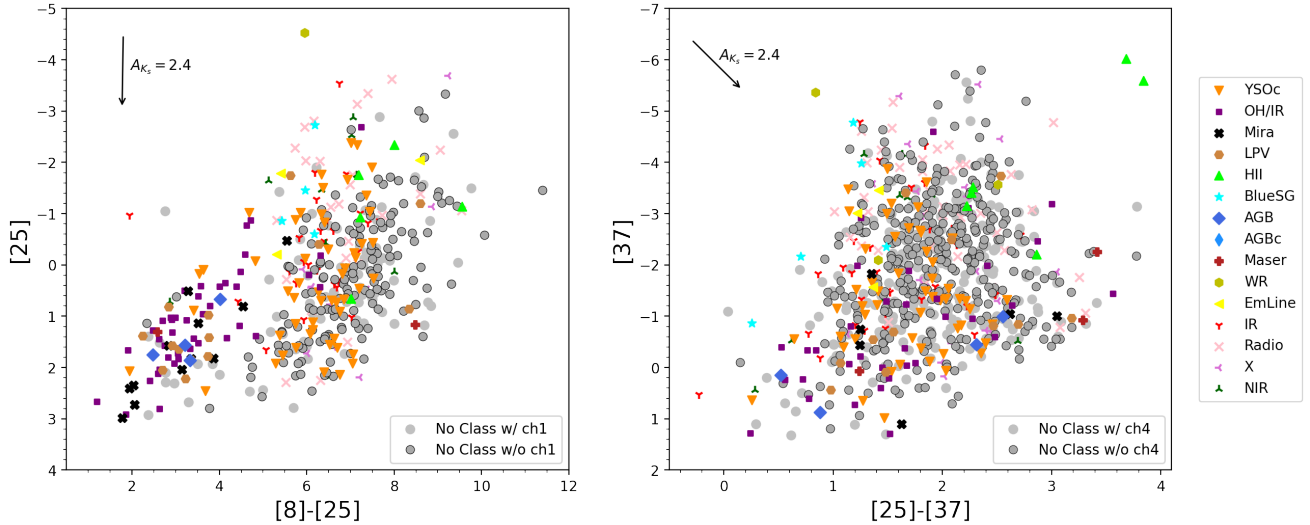 −5
−4
−3
−2
−1
0
1
2
3
4
[25]
2
4
6
8
10
12
[8]-[25]
A_{K_s} = 2.4
No Class w/ ch1
No Class w/o ch1
−7
−6
−5
−4
−3
−2
−1
0
1
2
[37]
0
1
2
3
4
[25]-[37]
A_{K_s} = 2.4
No Class w/ ch4
No Class w/o ch4
YSOc
OH/IR
Mira
LPV
HII
BlueSG
AGB
AGBc
Maser
WR
EmLine
IR
Radio
X
NIR